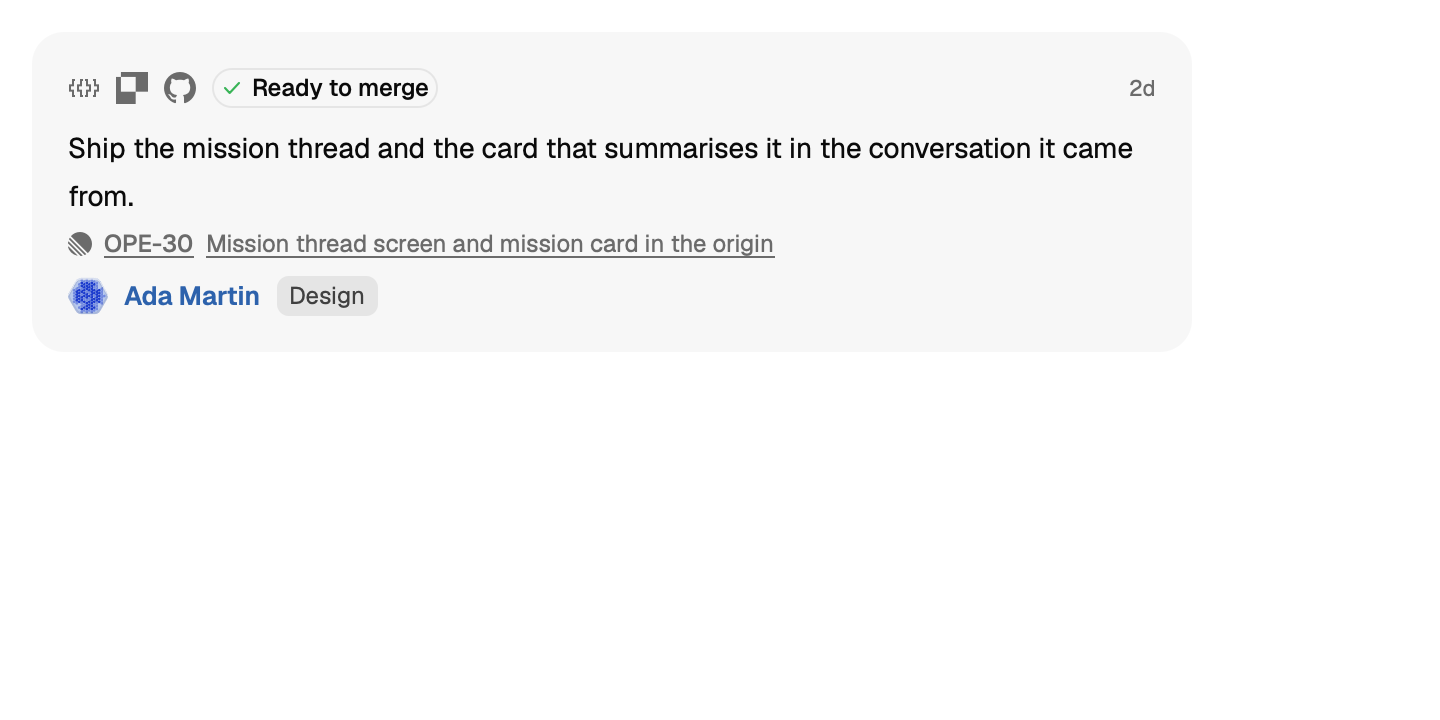 Ready to merge
2d
Ship the mission thread and the card that summarises it in the conversation it came
from.
OPE-30 Mission thread screen and mission card in the origin
Ada Martin Design